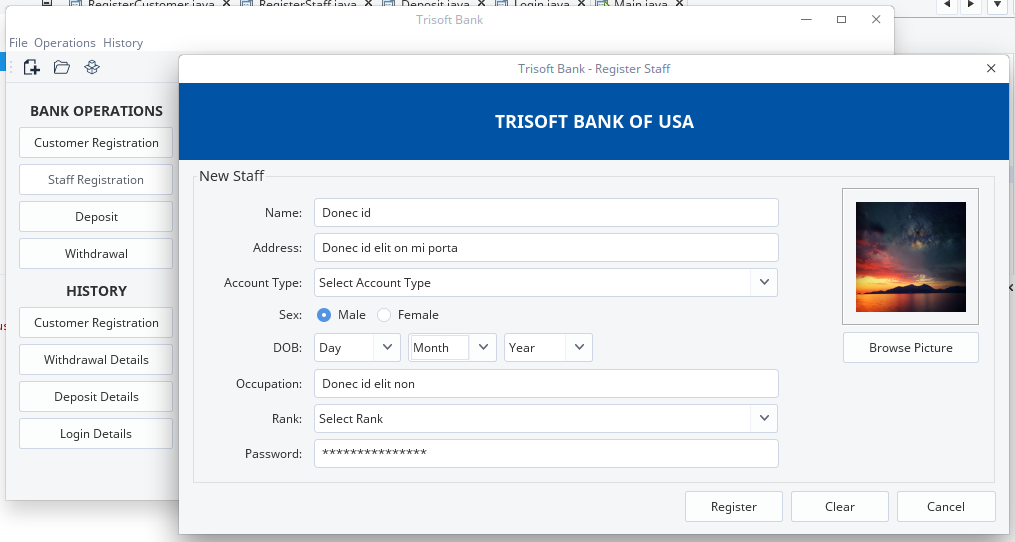 RegisterCustomer.java RegisterStaff.java Deposit.java Login.java Main.java
Trisoft Bank
File Operations History
Trisoft Bank - Register Staff
TRISOFT BANK OF USA
BANK OPERATIONS
Customer Registration
Staff Registration
Deposit
Withdrawal
HISTORY
Customer Registration
Withdrawal Details
Deposit Details
Login Details
New Staff
Name: Donec id
Address: Donec id elit on mi porta
Account Type: Select Account Type
Sex: Male Female
DOB: Day Month Year
Occupation: Donec id elit non
Rank: Select Rank
Password: ***************
Browse Picture
Register Clear Cancel